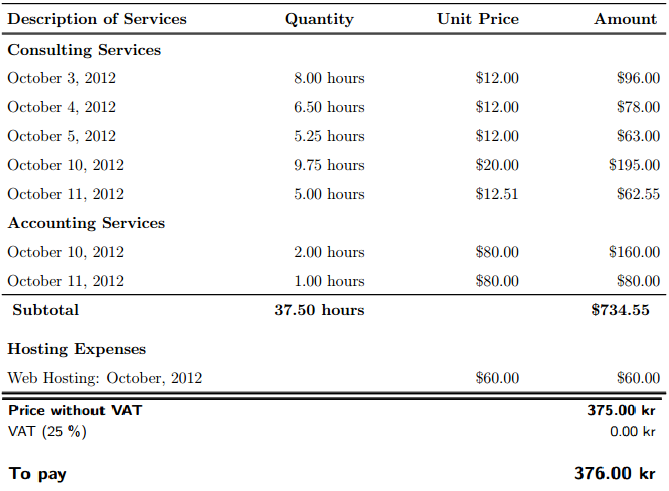 Description of Services Quantity Unit Price Amount
Consulting Services
October 3, 2012 8.00 hours $12.00 $96.00
October 4, 2012 6.50 hours $12.00 $78.00
October 5, 2012 5.25 hours $12.00 $63.00
October 10, 2012 9.75 hours $20.00 $195.00
October 11, 2012 5.00 hours $12.51 $62.55
Accounting Services
October 10, 2012 2.00 hours $80.00 $160.00
October 11, 2012 1.00 hours $80.00 $80.00
Subtotal 37.50 hours $734.55
Hosting Expenses
Web Hosting: October, 2012 $60.00 $60.00
Price without VAT 375.00 kr
VAT (25 %) 0.00 kr
To pay 376.00 kr